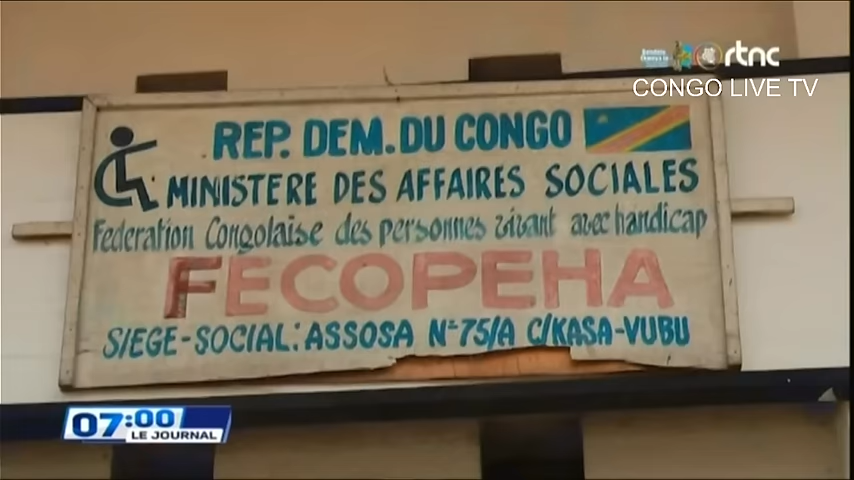 rtnc
CONGO LIVE TV
REP. DEM. DU CONGO
MINISTERE DES AFFAIRES SOCIALES
Federation Congolaise des personnes vivant avec handicap
FECOPEHA
SIEGE-SOCIAL: ASSOSA N°75/A C/KASA-VUBU
07:00
LE JOURNAL